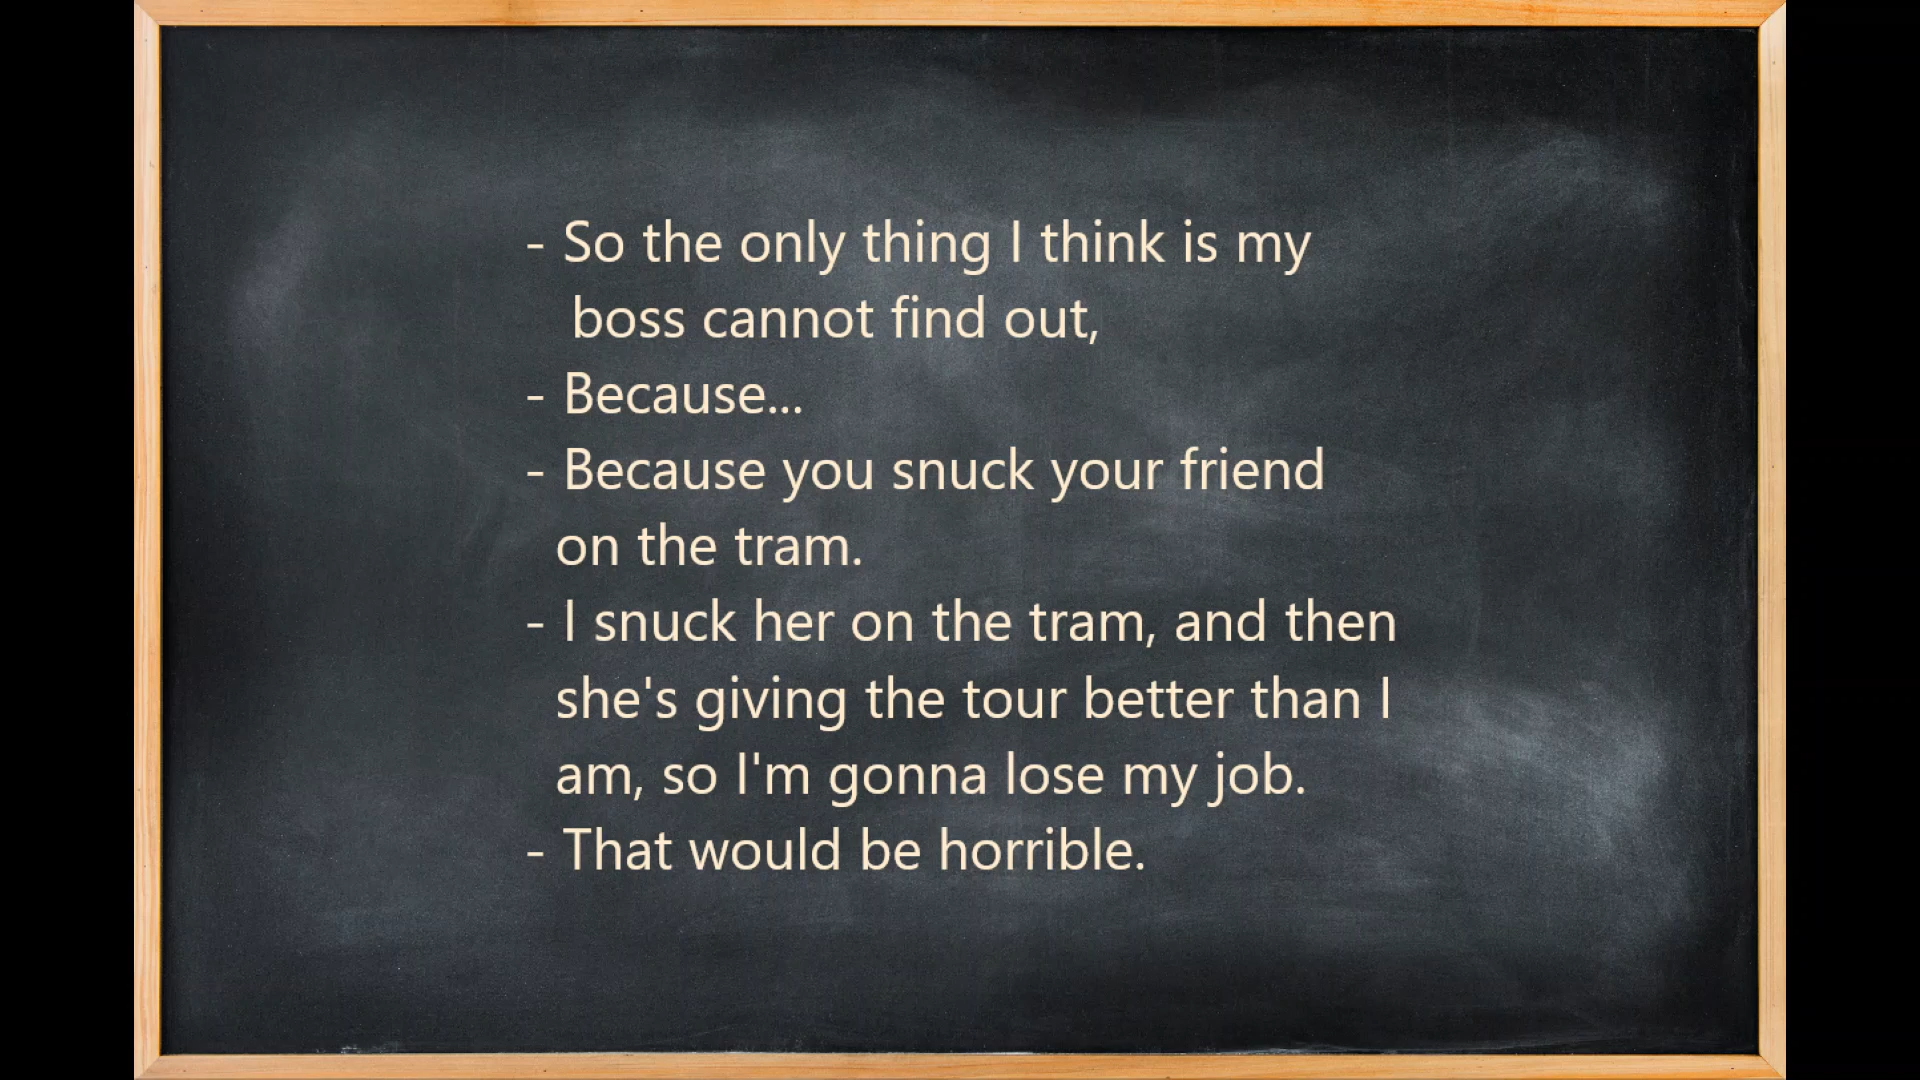 - So the only thing I think is my
boss cannot find out,
- Because...
- Because you snuck your friend
on the tram.
- I snuck her on the tram, and then
she's giving the tour better than I
am, so I'm gonna lose my job.
- That would be horrible.